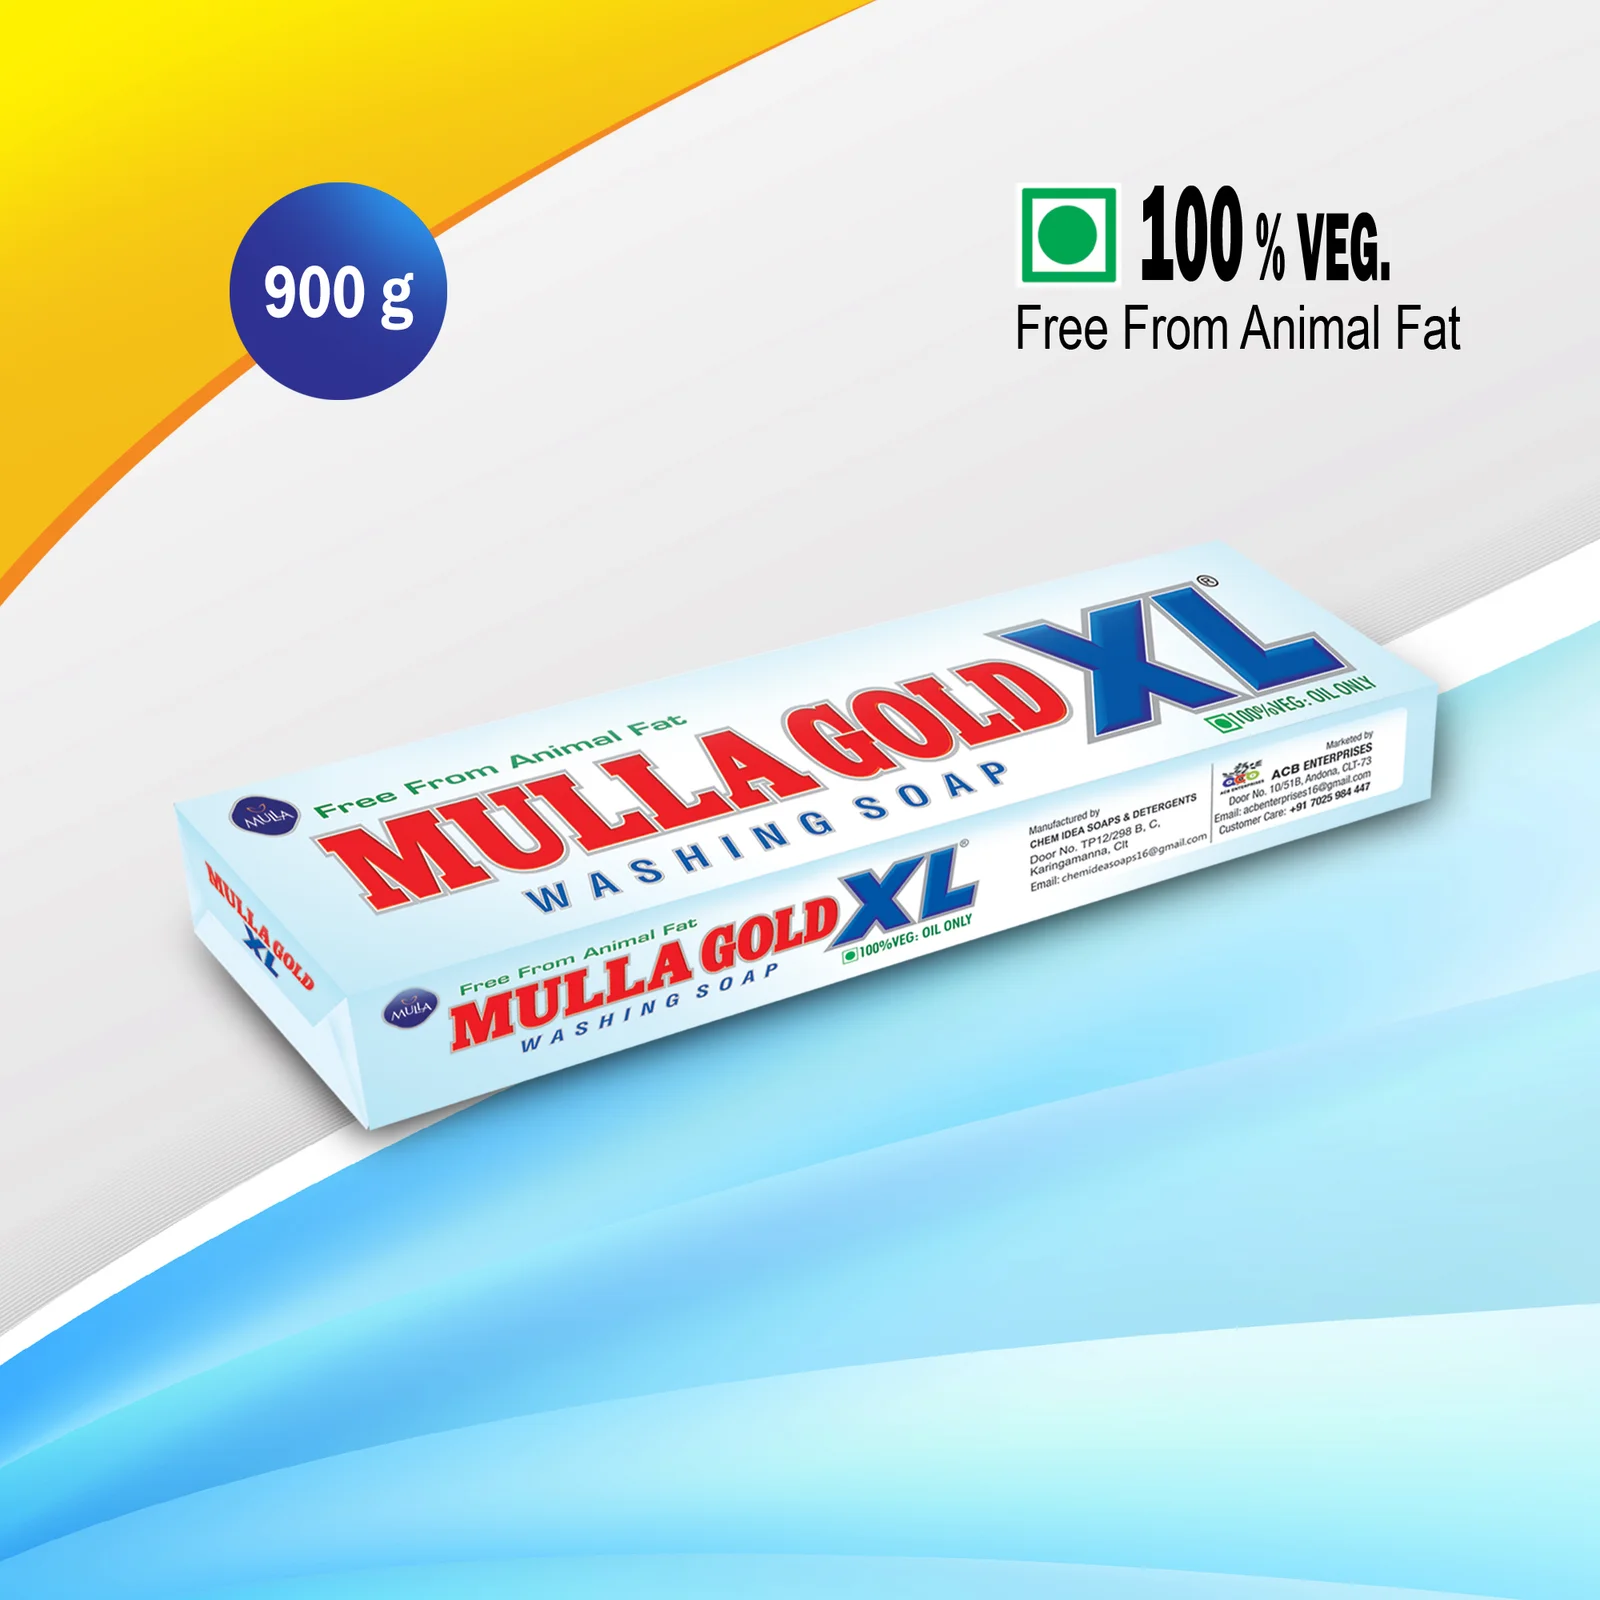 900 g
100 % VEG.
Free From Animal Fat
MULLA
Free From Animal Fat
MULLA GOLD XL®
WASHING SOAP
100%VEG: OIL ONLY
MULLA GOLD
XL
MULLA
Free From Animal Fat
MULLA GOLD XL®
WASHING SOAP
100%VEG: OIL ONLY
Manufactured by
CHEM IDEA SOAPS & DETERGENTS
Door No. TP12/298 B, C,
Karingamanna, Clt
Email: chemideasoaps16@gmail.com
ACB ENTERPRISES
Marketed by
ACB ENTERPRISES
Door No. 10/51B, Andona, CLT-73
Email: acbenterprises16@gmail.com
Customer Care: +91 7025 984 447